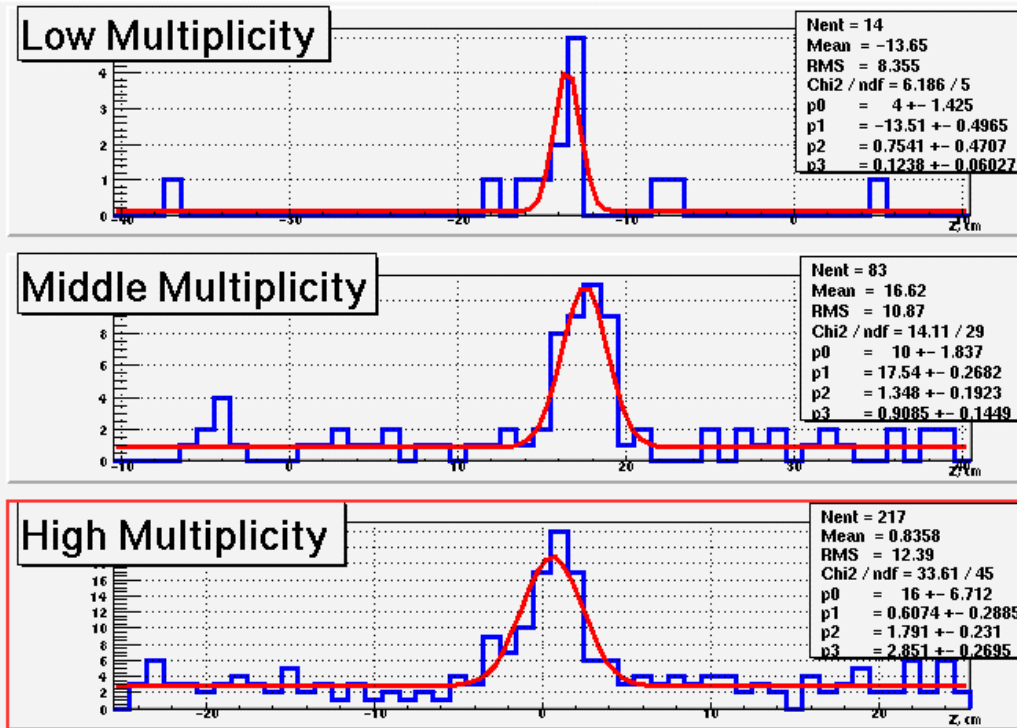 Low Multiplicity
Nent = 14
Mean = -13.65
RMS = 8.355
Chi2 / ndf = 6.186 / 5
p0 = 4 +- 1.425
p1 = -13.51 +- 0.4965
p2 = 0.7541 +- 0.4707
p3 = 0.1238 +- 0.06027
4
3
2
1
0
-40 -30 -20 -10 0 10
z, cm
Middle Multiplicity
Nent = 83
Mean = 16.62
RMS = 10.87
Chi2 / ndf = 14.11 / 29
p0 = 10 +- 1.837
p1 = 17.54 +- 0.2682
p2 = 1.348 +- 0.1923
p3 = 0.9085 +- 0.1449
8
6
4
2
0
-10 0 10 20 30 40
z, cm
High Multiplicity
Nent = 217
Mean = 0.8358
RMS = 12.39
Chi2 / ndf = 33.61 / 45
p0 = 16 +- 6.712
p1 = 0.6074 +- 0.2885
p2 = 1.791 +- 0.231
p3 = 2.851 +- 0.2695
18
16
14
12
10
8
6
4
2
0
-20 -10 0 10 20
z, cm